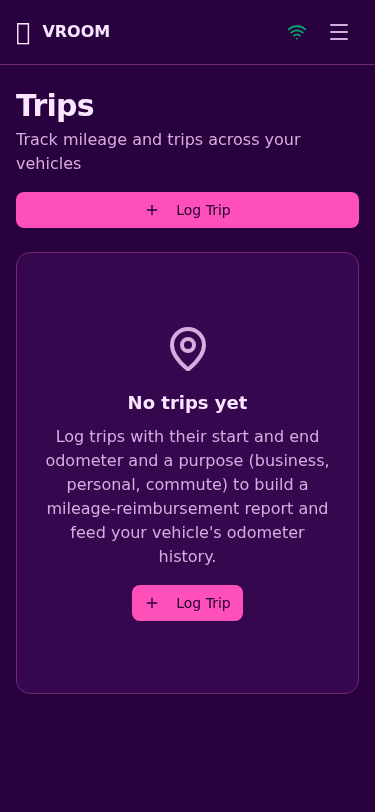 VROOM
Trips
Track mileage and trips across your
vehicles
Log Trip
No trips yet
Log trips with their start and end
odometer and a purpose (business,
personal, commute) to build a
mileage-reimbursement report and
feed your vehicle's odometer
history.
Log Trip